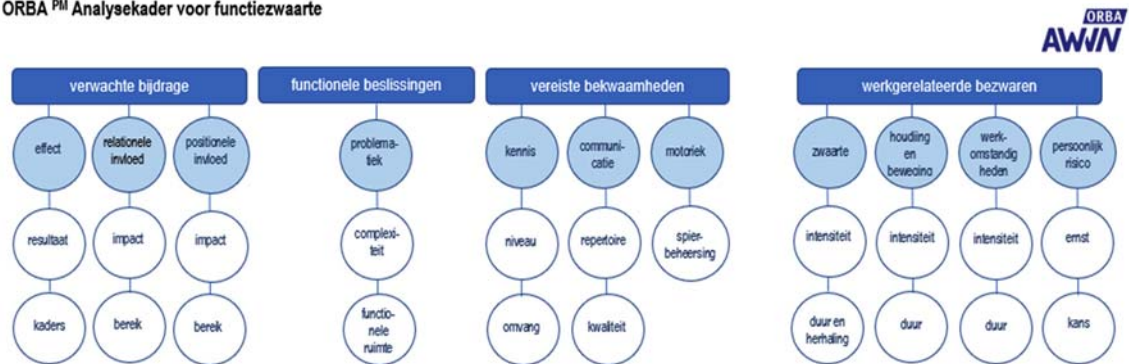 ORBA PM Analysekader voor functiezwaarte
ORBA
AWVN
verwachte bijdrage
functionele beslissingen
vereiste bekwaamheden
werkgerelateerde bezwaren
effect
relationele
invloed
positionele
invloed
problema-
tiek
kennis
communi-
catie
motoriek
zwaarte
houding
en
beweging
werk-
omstandig
heden
persoonlijk
risico
resultaat
impact
impact
complexi-
teit
niveau
repertoire
spier-
beheersing
intensiteit
intensiteit
intensiteit
ernst
kaders
bereik
bereik
functio-
nele
ruimte
omvang
kwaliteit
duur en
herhaling
duur
duur
kans